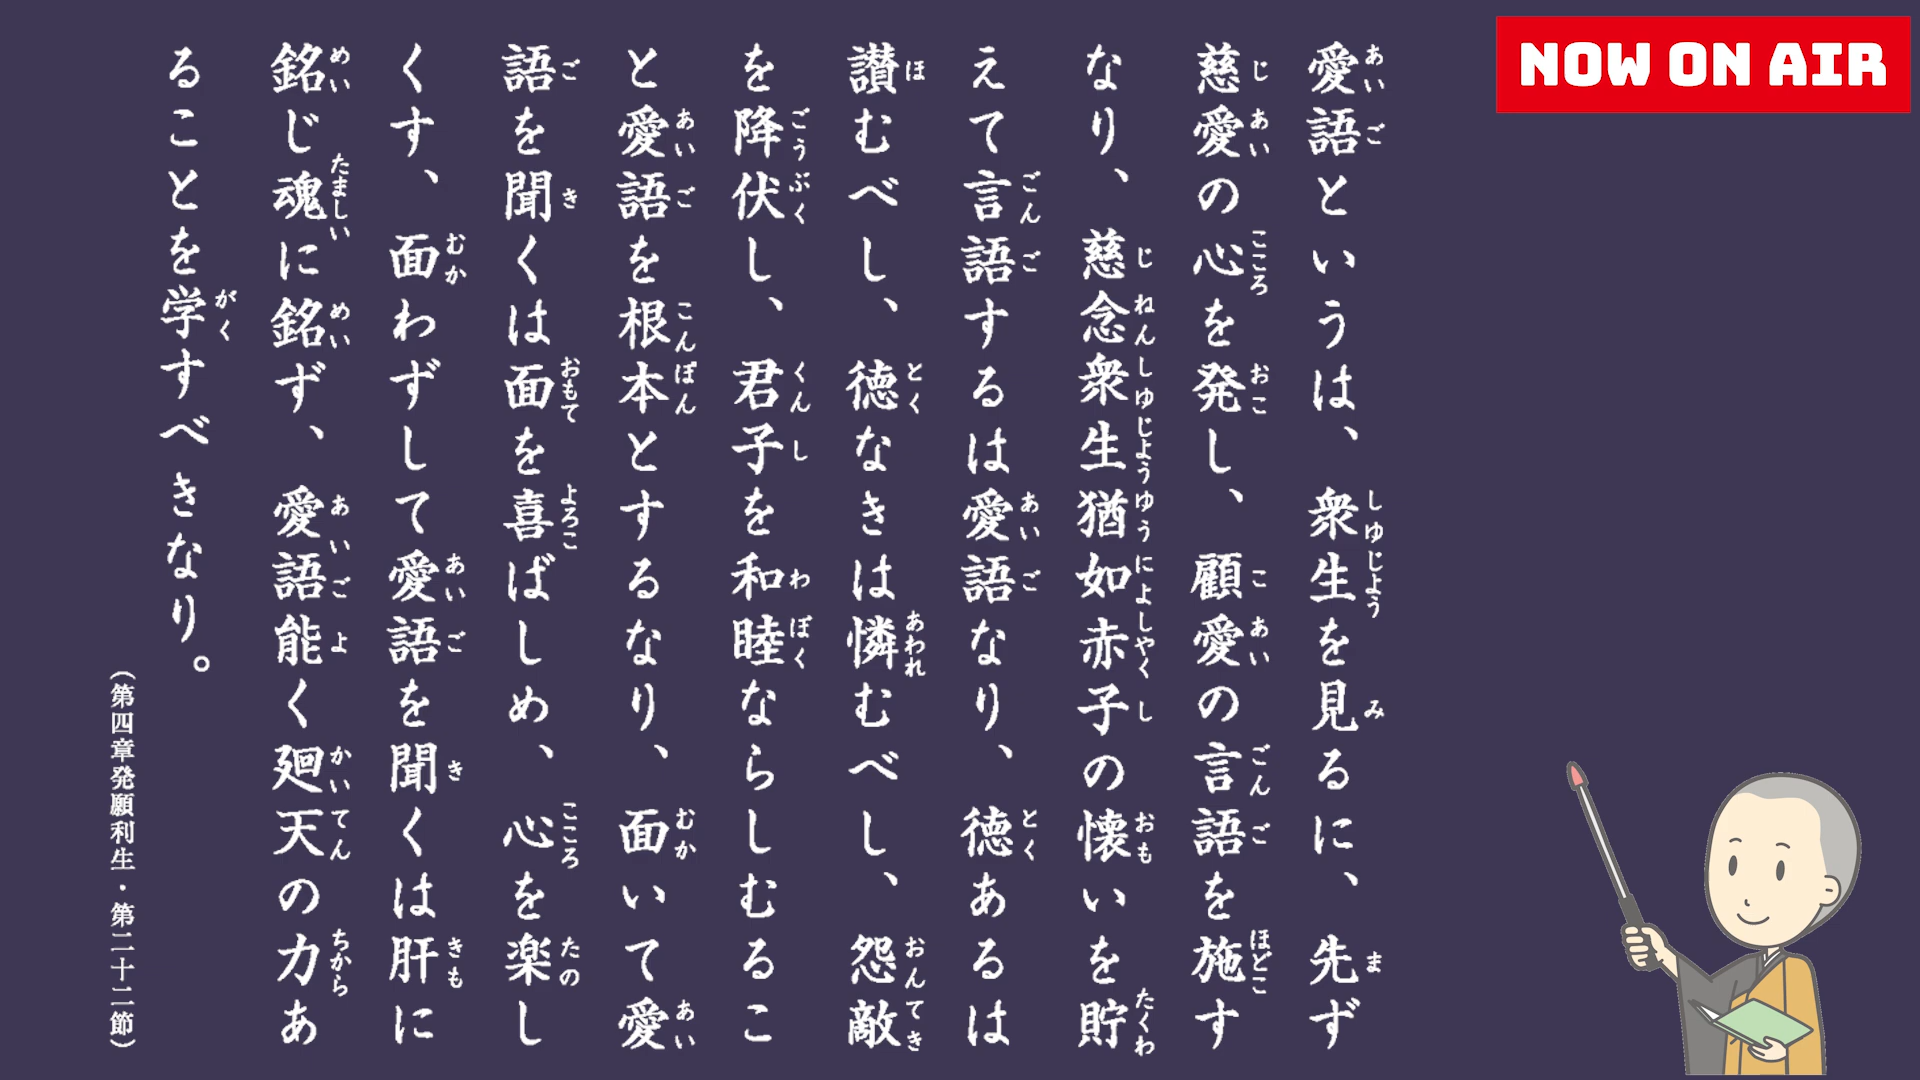 NOW ON AIR
愛語というは、衆生を見るに、先ず
慈愛の心を発し、顧愛の言語を施す
なり、慈念衆生猶如赤子の懐いを貯
えて言語するは愛語なり、徳あるは
讃むべし、徳なきは憐むべし、怨敵
を降伏し、君子を和睦ならしむるこ
と愛語を根本とするなり、面いて愛
語を聞くは面を喜ばしめ、心を楽し
くす、面わずして愛語を聞くは肝に
銘じ魂に銘ず、愛語能く廻天の力あ
ることを学すべきなり。
（第四章発願利生・第二十二節）